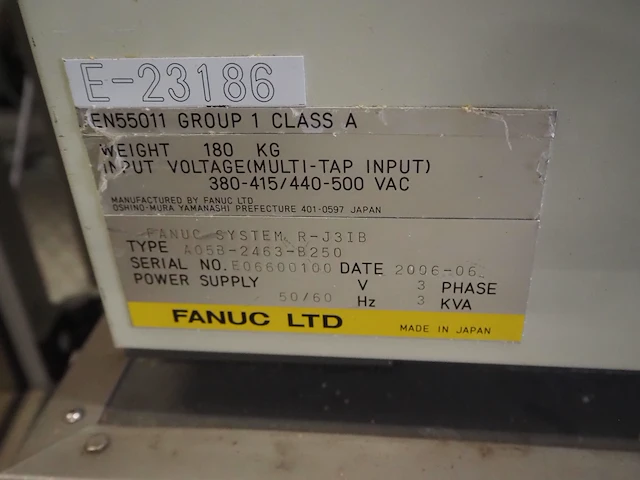 E-23186
EN55011 GROUP 1 CLASS A
WEIGHT 180 KG
INPUT VOLTAGE(MULTI-TAP INPUT)
380-415/440-500 VAC
MANUFACTURED BY FANUC LTD
OSHINO-MURA YAMANASHI PREFECTURE 401-0597 JAPAN
FANUC SYSTEM R-J3IB
TYPE A05B-2463-B250
SERIAL NO. E06600100 DATE 2006-06
POWER SUPPLY V 3 PHASE
50/60 Hz 3 KVA
FANUC LTD MADE IN JAPAN